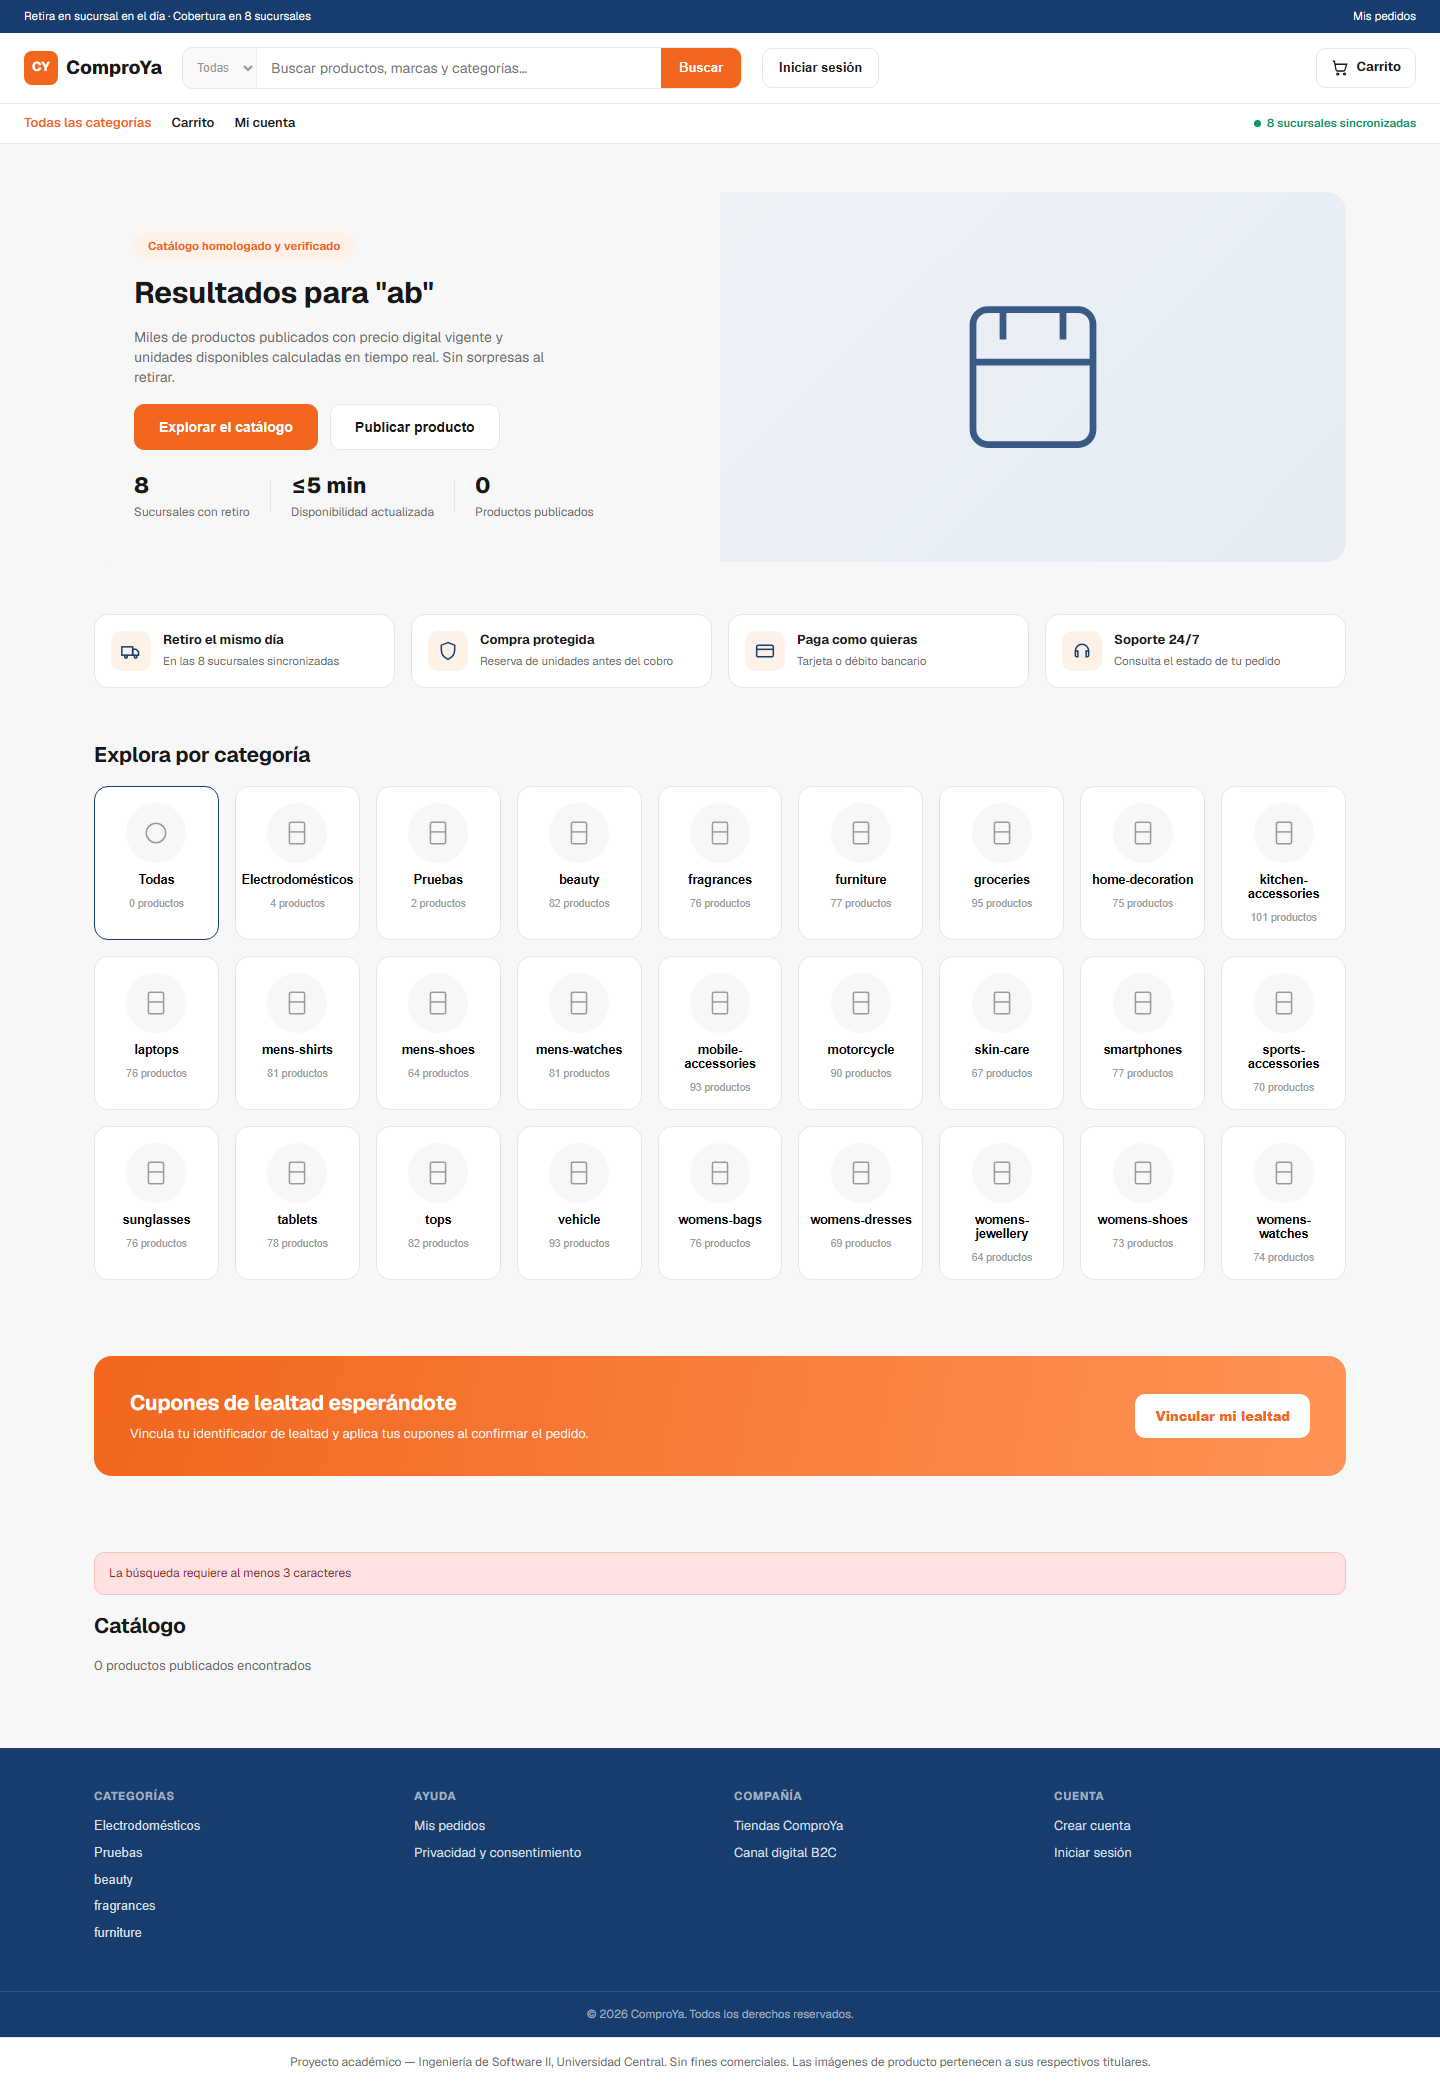 Retira en sucursal en el día · Cobertura en 8 sucursales
Mis pedidos
CY
ComproYa
Todas
Buscar productos, marcas y categorías...
Buscar
Iniciar sesión
Carrito
Todas las categorías
Carrito
Mi cuenta
8 sucursales sincronizadas
Catálogo homologado y verificado
Resultados para "ab"
Miles de productos publicados con precio digital vigente y
unidades disponibles calculadas en tiempo real. Sin sorpresas al
retirar.
Explorar el catálogo
Publicar producto
8
Sucursales con retiro
≤5 min
Disponibilidad actualizada
0
Productos publicados
Retiro el mismo día
En las 8 sucursales sincronizadas
Compra protegida
Reserva de unidades antes del cobro
Paga como quieras
Tarjeta o débito bancario
Soporte 24/7
Consulta el estado de tu pedido
Explora por categoría
Todas
0 productos
Electrodomésticos
4 productos
Pruebas
2 productos
beauty
82 productos
fragrances
76 productos
furniture
77 productos
groceries
95 productos
home-decoration
75 productos
kitchen-
accessories
101 productos
laptops
76 productos
mens-shirts
81 productos
mens-shoes
64 productos
mens-watches
81 productos
mobile-
accessories
93 productos
motorcycle
90 productos
skin-care
67 productos
smartphones
77 productos
sports-
accessories
70 productos
sunglasses
76 productos
tablets
78 productos
tops
82 productos
vehicle
93 productos
womens-bags
76 productos
womens-dresses
69 productos
womens-
jewellery
64 productos
womens-shoes
73 productos
womens-
watches
74 productos
Cupones de lealtad esperándote
Vincula tu identificador de lealtad y aplica tus cupones al confirmar el pedido.
Vincular mi lealtad
La búsqueda requiere al menos 3 caracteres
Catálogo
0 productos publicados encontrados
CATEGORÍAS
Electrodomésticos
Pruebas
beauty
fragrances
furniture
AYUDA
Mis pedidos
Privacidad y consentimiento
COMPAÑÍA
Tiendas ComproYa
Canal digital B2C
CUENTA
Crear cuenta
Iniciar sesión
© 2026 ComproYa. Todos los derechos reservados.
Proyecto académico — Ingeniería de Software II, Universidad Central. Sin fines comerciales. Las imágenes de producto pertenecen a sus respectivos titulares.